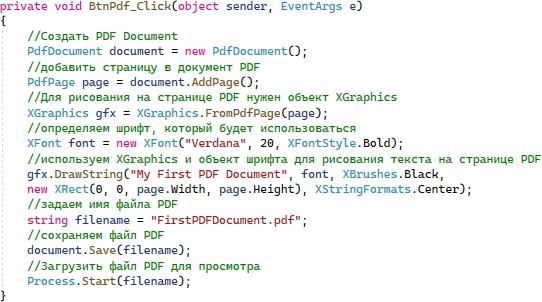 private void BtnPdf_Click(object sender, EventArgs e)
{
//Создать PDF Document
PdfDocument document = new PdfDocument();
//добавить страницу в документ PDF
PdfPage page = document.AddPage();
//Для рисования на странице PDF нужен объект XGraphics
XGraphics gfx = XGraphics.FromPdfPage(page);
//определяем шрифт, который будет использоваться
XFont font = new XFont("Verdana", 20, XFontStyle.Bold);
//используем XGraphics и объект шрифта для рисования текста на странице PDF
gfx.DrawString("My First PDF Document", font, XBrushes.Black,
new XRect(0, 0, page.Width, page.Height), XStringFormats.Center);
//задаем имя файла PDF
string filename = "FirstPDFDocument.pdf";
//сохраняем файл PDF
document.Save(filename);
//Загрузить файл PDF для просмотра
Process.Start(filename);
}